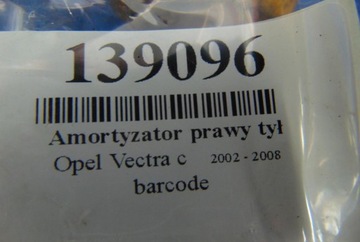 139096
Amortyzator prawy tył
Opel Vectra c 2002 - 2008
barcode